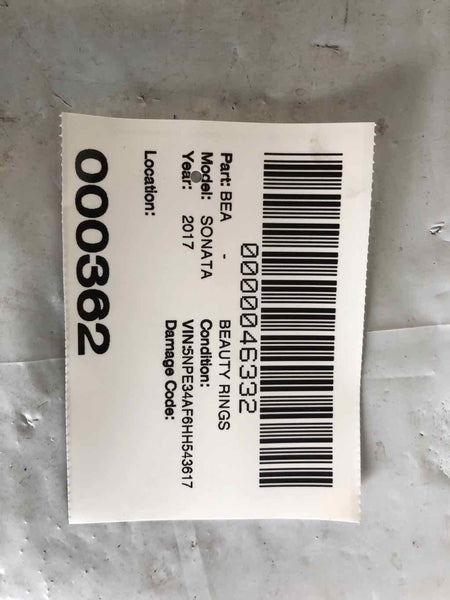 0000046332
Part: BEA - BEAUTY RINGS
Model: SONATA Condition:
Year: 2017 VIN:5NPE34AF6HH543617
Damage Code:
Location:
000362